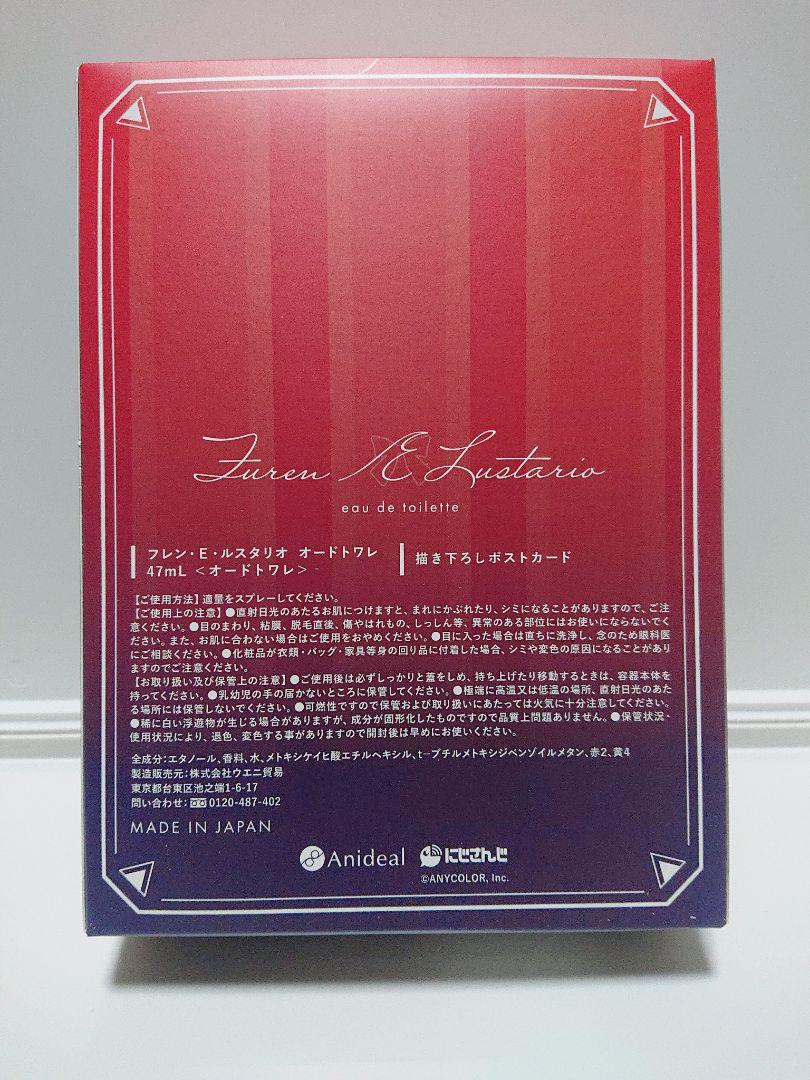 Furen E Lustario
eau de toilette
フレン・E・ルスタリオ オードトワレ
47mL <オードトワレ>
描き下ろしポストカード
【ご使用方法】適量をスプレーしてください。
【ご使用上の注意】●直射日光のあたるお肌につけますと、まれにかぶれたり、シミになることがありますので、ご注
意ください。●目のまわり、粘膜、脱毛直後、傷やはれもの、しっしん等、異常のある部位にはお使いにならないでく
ださい。また、お肌に合わない場合はご使用をおやめください。●目に入った場合は直ちに洗浄し、念のため眼科医
にご相談ください。●化粧品が衣類・バッグ・家具等身の回り品に付着した場合、シミや変色の原因になることがあり
ますのでご注意ください。
【お取り扱い及び保管上の注意】●ご使用後は必ずしっかりと蓋をしめ、持ち上げたり移動するときは、容器本体を
持ってください。●乳幼児の手の届かないところに保管してください。●極端に高温又は低温の場所、直射日光のあた
る場所には保管しないでください。●可燃性ですので保管および取り扱いにあたっては火気に十分注意してください。
●稀に白い浮遊物が生じる場合がありますが、成分が固形化したものですので品質上問題ありません。●保管状況・
使用状況により、退色、変色する事がありますので開封後は早めにお使いください。
全成分:エタノール、香料、水、メトキシケイヒ酸エチルヘキシル、t-ブチルメトキシジベンゾイルメタン、赤2、黄4
製造販売元:株式会社ウエニ貿易
東京都台東区池之端1-6-17
問い合わせ:0120-487-402
MADE IN JAPAN
Anideal にじさんじ
©ANYCOLOR, Inc.